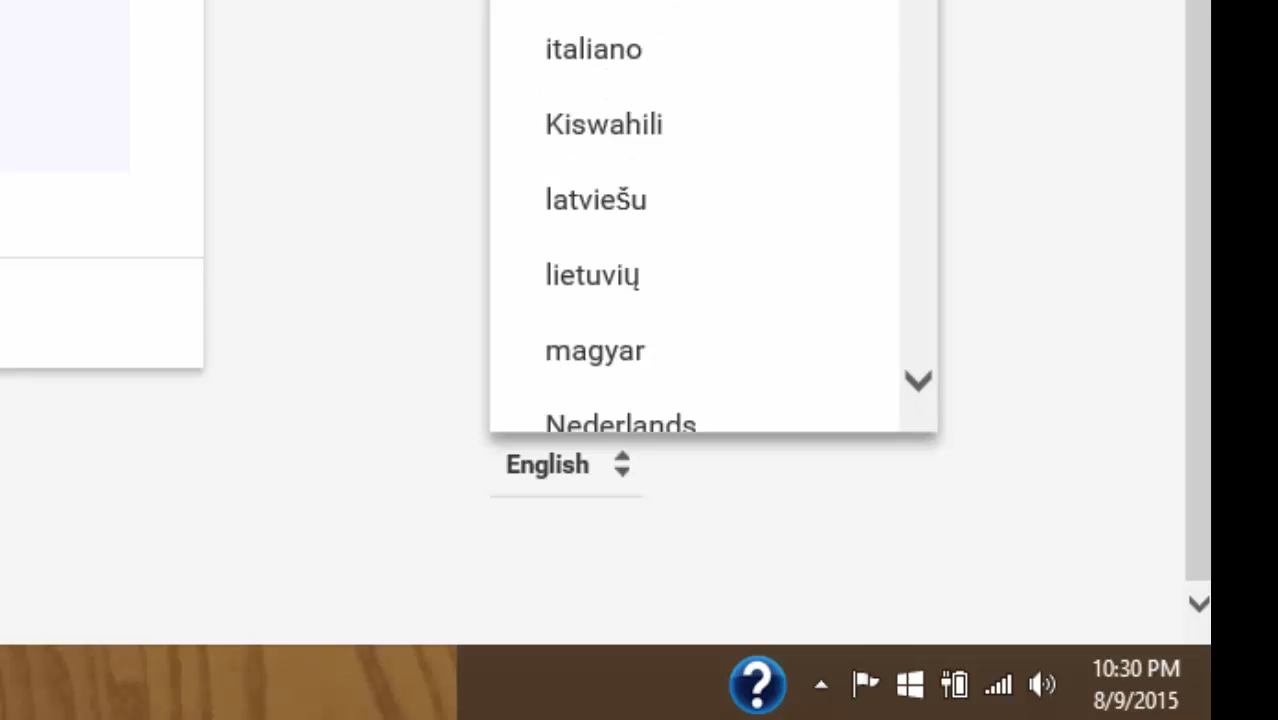 italiano
Kiswahili
latviešu
lietuvių
magyar
Nederlands
English
10:30 PM
8/9/2015